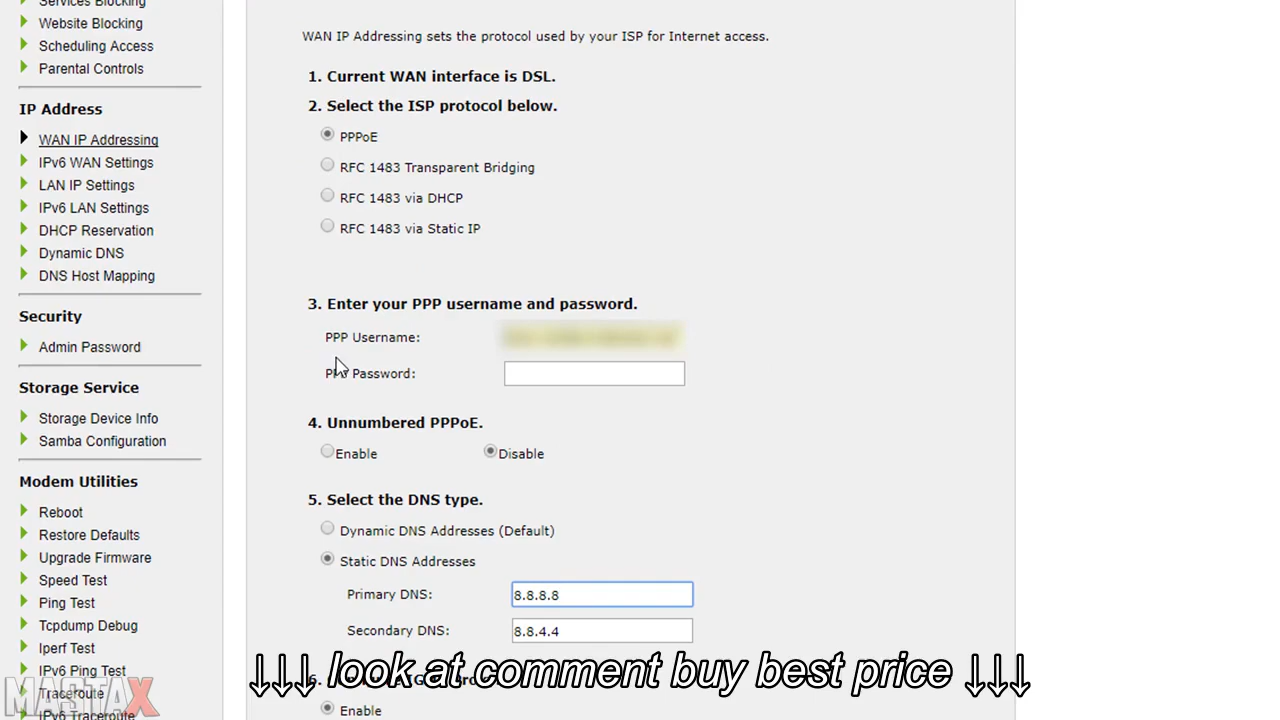 Services Blocking
Website Blocking
Scheduling Access
Parental Controls
IP Address
WAN IP Addressing
IPv6 WAN Settings
LAN IP Settings
IPv6 LAN Settings
DHCP Reservation
Dynamic DNS
DNS Host Mapping
Security
Admin Password
Storage Service
Storage Device Info
Samba Configuration
Modem Utilities
Reboot
Restore Defaults
Upgrade Firmware
Speed Test
Ping Test
Tcpdump Debug
Iperf Test
IPv6 Ping Test
Traceroute
IPv6 Traceroute
MASTAX
WAN IP Addressing sets the protocol used by your ISP for Internet access.
1. Current WAN interface is DSL.
2. Select the ISP protocol below.
PPPoE
RFC 1483 Transparent Bridging
RFC 1483 via DHCP
RFC 1483 via Static IP
3. Enter your PPP username and password.
PPP Username:
PPP Password:
4. Unnumbered PPPoE.
Enable Disable
5. Select the DNS type.
Dynamic DNS Addresses (Default)
Static DNS Addresses
Primary DNS: 8.8.8.8
Secondary DNS: 8.8.4.4
↓↓↓ look at comment buy best price ↓↓↓
6.
Enable